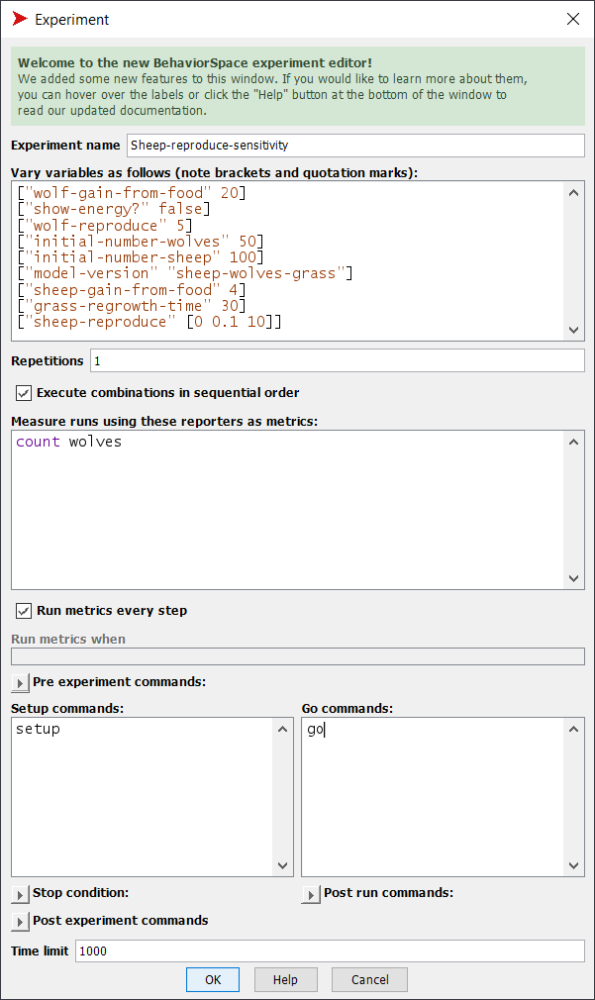 Experiment
Welcome to the new BehaviorSpace experiment editor!
We added some new features to this window. If you would like to learn more about them,
you can hover over the labels or click the "Help" button at the bottom of the window to
read our updated documentation.
Experiment name Sheep-reproduce-sensitivity
Vary variables as follows (note brackets and quotation marks):
["wolf-gain-from-food" 20]
["show-energy?" false]
["wolf-reproduce" 5]
["initial-number-wolves" 50]
["initial-number-sheep" 100]
["model-version" "sheep-wolves-grass"]
["sheep-gain-from-food" 4]
["grass-regrowth-time" 30]
["sheep-reproduce" [0 0.1 10]]
Repetitions 1
Execute combinations in sequential order
Measure runs using these reporters as metrics:
count wolves
Run metrics every step
Run metrics when
Pre experiment commands:
Setup commands:
setup
Go commands:
go
Stop condition:
Post run commands:
Post experiment commands
Time limit 1000
OK Help Cancel